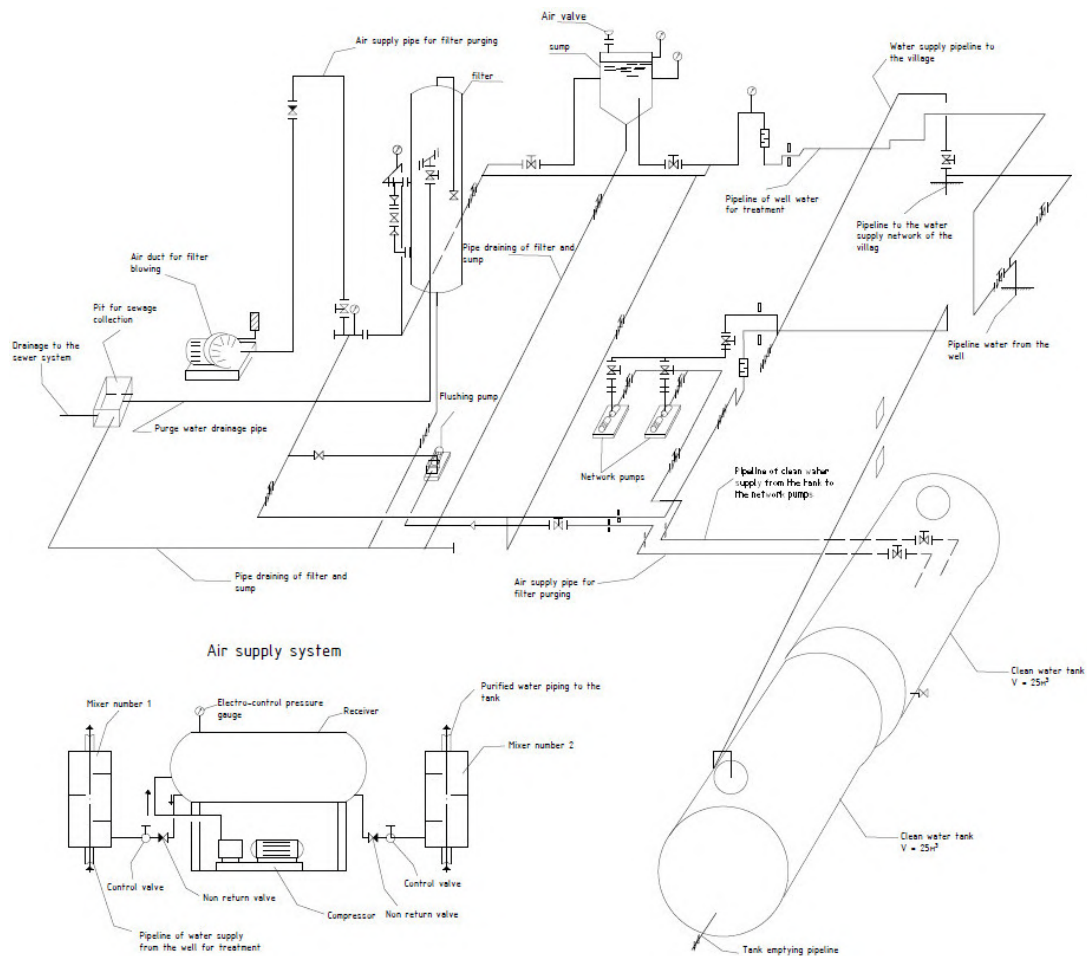 Air valve
Air supply pipe for filter purging
sump
Water supply pipeline to
the village
filter
Pipeline of well water
for treatment
Pipeline to the water
supply network of the
villag
Pipe draining of filter and
sump
Air duct for filter
blowing
Pit for sewage
collection
Drainage to the
sewer system
Pipeline water from the
well
Flushing pump
Purge water drainage pipe
Network pumps
Pipeline of clean water
supply from the tank to
the network pumps
Pipe draining of filter and
sump
Air supply pipe for
filter purging
Air supply system
Clean water tank
V = 25м³
Mixer number 1
Electro-control pressure
gauge
Receiver
Purified water piping to the
tank
Mixer number 2
Clean water tank
V = 25м³
Control valve
Non return valve
Compressor
Non return valve
Control valve
Pipeline of water supply
from the well for treatment
Tank emptying pipeline